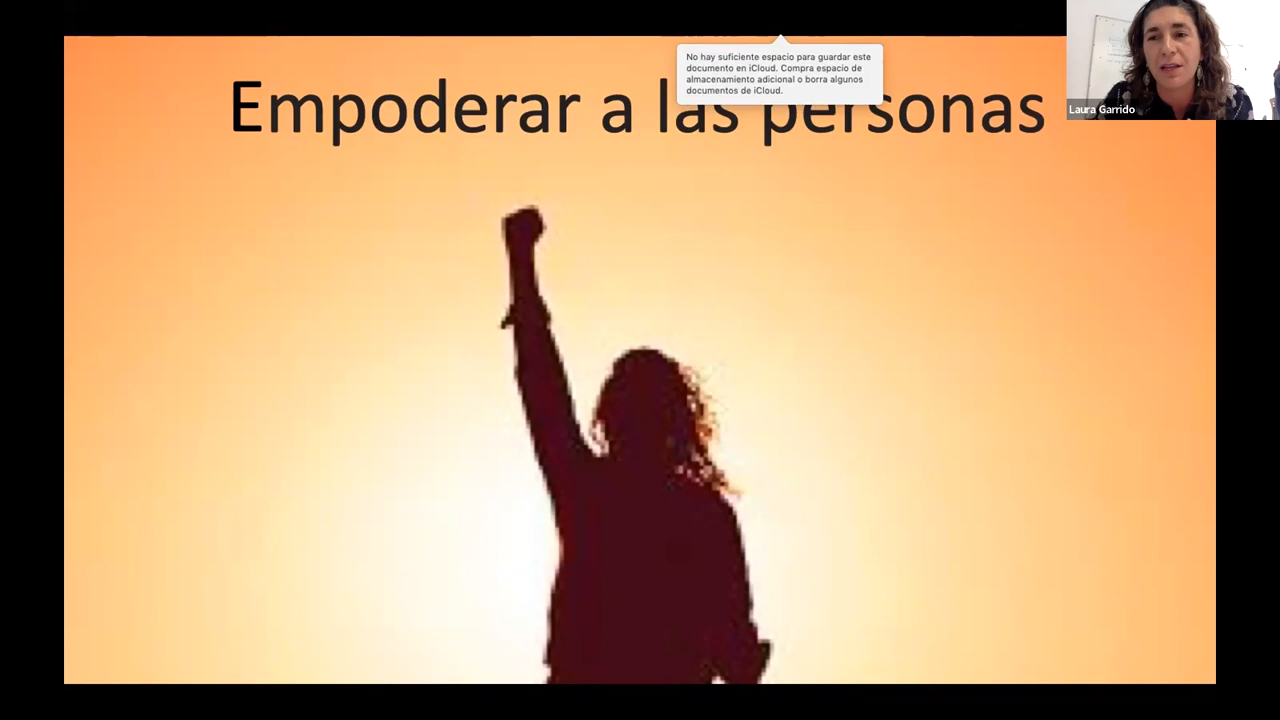 No hay suficiente espacio para guardar este
documento en iCloud. Compra espacio de
almacenamiento adicional o borra algunos
documentos de iCloud.
Empoderar a las personas
Laura Garrido